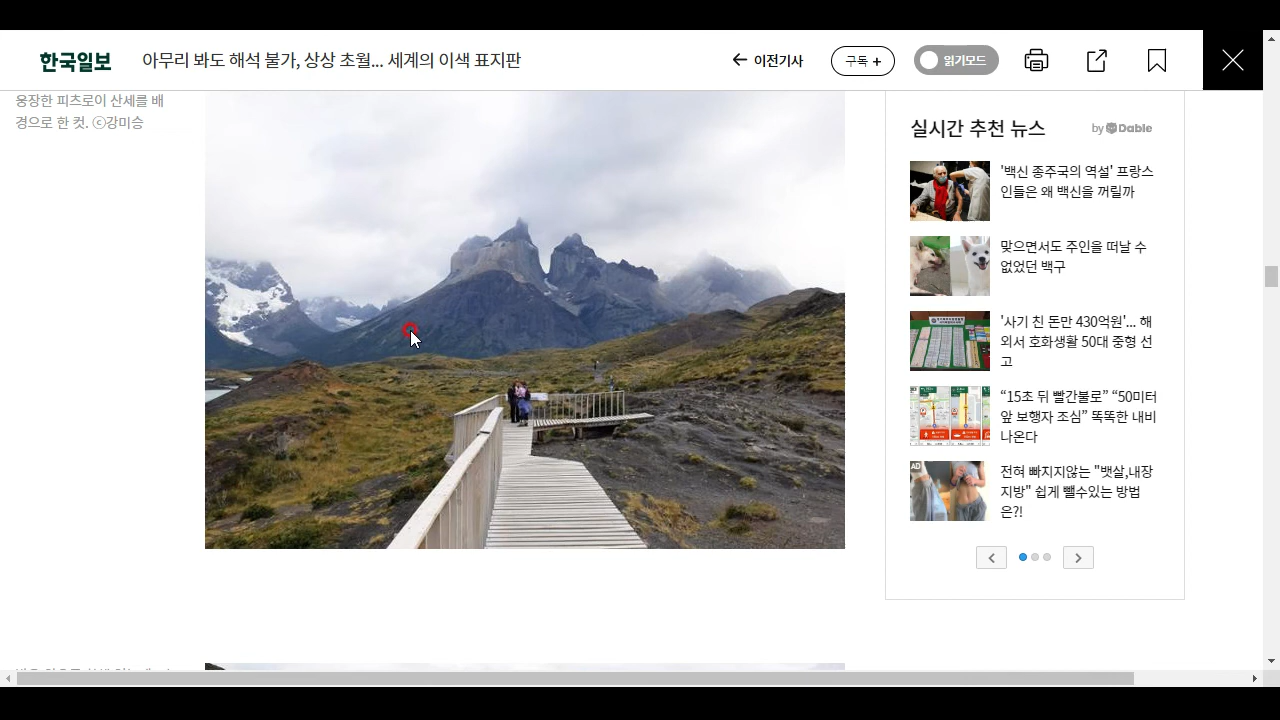 한국일보
아무리 봐도 해석 불가, 상상 초월... 세계의 이색 표지판
이전기사
구독 +
읽기모드
웅장한 피츠로이 산세를 배
경으로 한 컷. ⓒ강미승
실시간 추천 뉴스
by Dable
'백신 종주국의 역설' 프랑스
인들은 왜 백신을 꺼릴까
맞으면서도 주인을 떠날 수
없었던 백구
'사기 친 돈만 430억원'... 해
외서 호화생활 50대 중형 선
고
“15초 뒤 빨간불로” “50미터
앞 보행자 조심” 똑똑한 내비
나온다
AD
전혀 빠지지않는 "뱃살,내장
지방" 쉽게 뺄수있는 방법
은?!